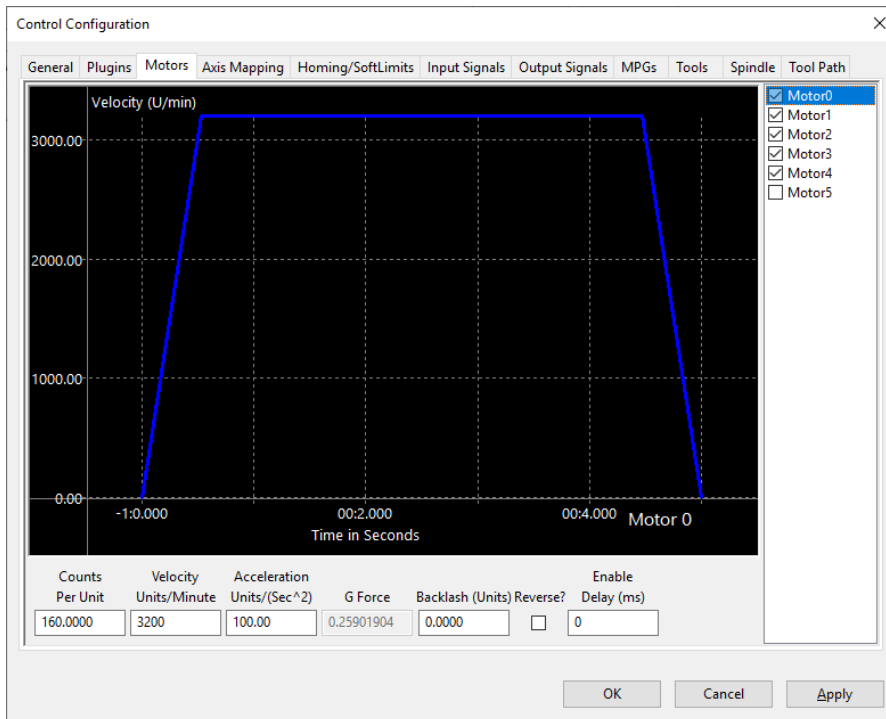 Control Configuration
General Plugins Motors Axis Mapping Homing/SoftLimits Input Signals Output Signals MPGs Tools Spindle Tool Path
Velocity (U/min)
3000.00
2000.00
1000.00
0.00
-1:0.000 00:2.000 00:4.000
Time in Seconds
Motor 0
Motor0
Motor1
Motor2
Motor3
Motor4
Motor5
Counts Velocity Acceleration Enable
Per Unit Units/Minute Units/(Sec^2) G Force Backlash (Units) Reverse? Delay (ms)
160.0000 3200 100.00 0.25901904 0.0000 0
OK Cancel Apply